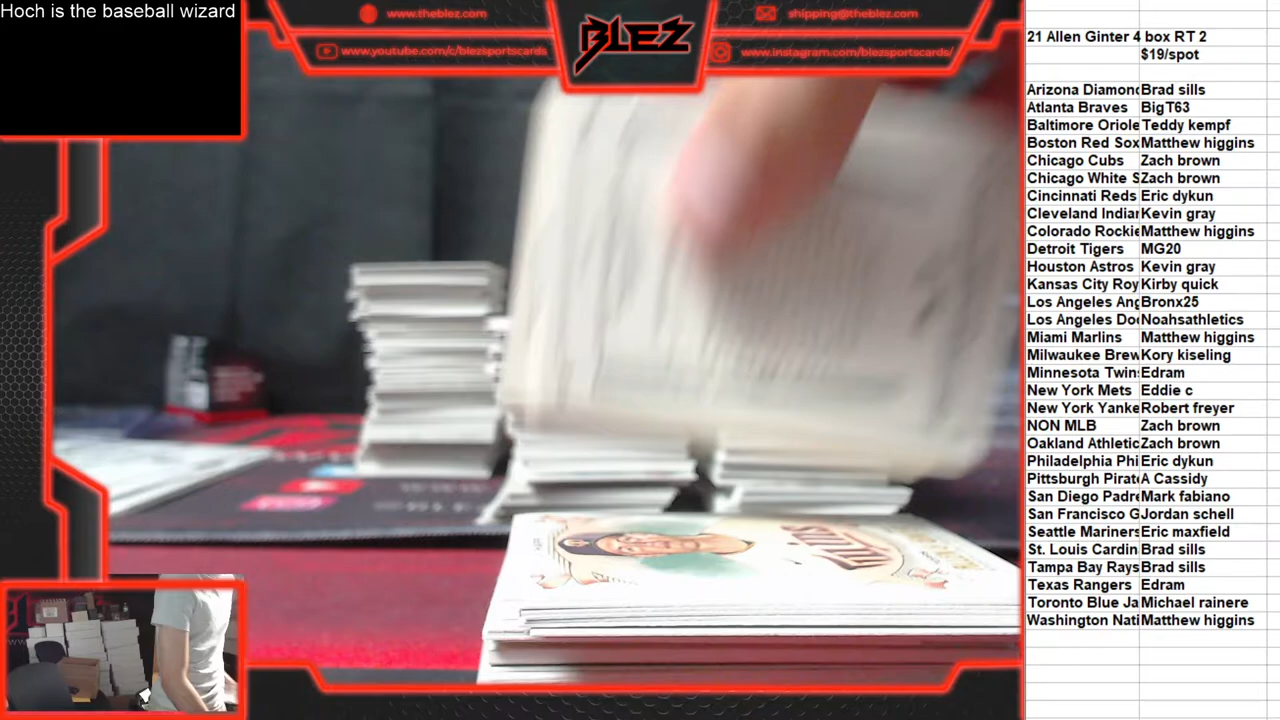 Hoch is the baseball wizard
www.theblez.com
shipping@theblez.com
BLEZ
www.youtube.com/c/blezsportscards
www.instagram.com/blezsportscards/
21 Allen Ginter 4 box RT 2
$19/spot
Arizona Diamond Brad sills
Atlanta Braves BigT63
Baltimore Oriole Teddy kempf
Boston Red Sox Matthew higgins
Chicago Cubs Zach brown
Chicago White S Zach brown
Cincinnati Reds Eric dykun
Cleveland Indian Kevin gray
Colorado Rockie Matthew higgins
Detroit Tigers MG20
Houston Astros Kevin gray
Kansas City Roy Kirby quick
Los Angeles Ang Bronx25
Los Angeles Do Noahsathletics
Miami Marlins Matthew higgins
Milwaukee Brew Kory kiseling
Minnesota Twins Edram
New York Mets Eddie c
New York Yanke Robert freyer
NON MLB Zach brown
Oakland Athletic Zach brown
Philadelphia Phi Eric dykun
Pittsburgh Pirate A Cassidy
San Diego Padre Mark fabiano
San Francisco G Jordan schell
Seattle Mariners Eric maxfield
St. Louis Cardin Brad sills
Tampa Bay Rays Brad sills
Texas Rangers Edram
Toronto Blue Ja Michael rainere
Washington Nati Matthew higgins